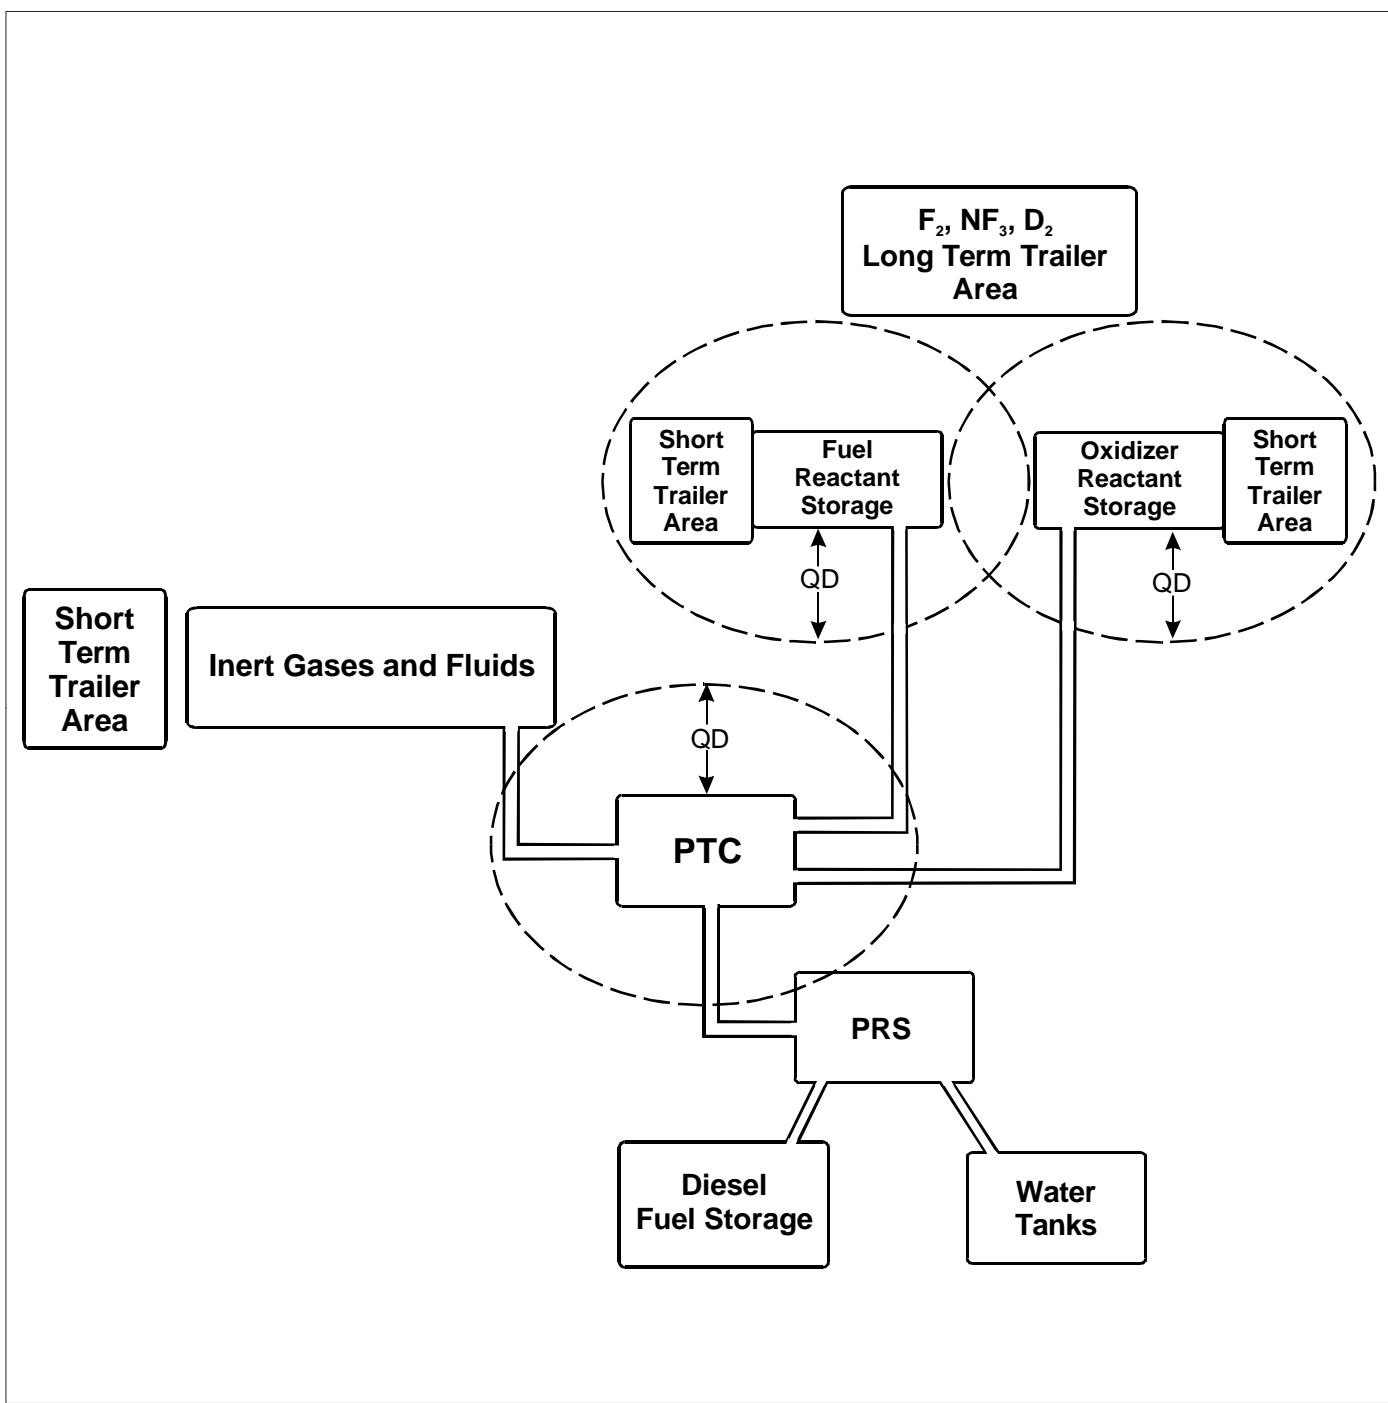 F₂, NF₃, D₂
Long Term Trailer
Area
Short
Term
Trailer
Area
Fuel
Reactant
Storage
Oxidizer
Reactant
Storage
Short
Term
Trailer
Area
QD
QD
Short
Term
Trailer
Area
Inert Gases and Fluids
QD
PTC
PRS
Diesel
Fuel Storage
Water
Tanks